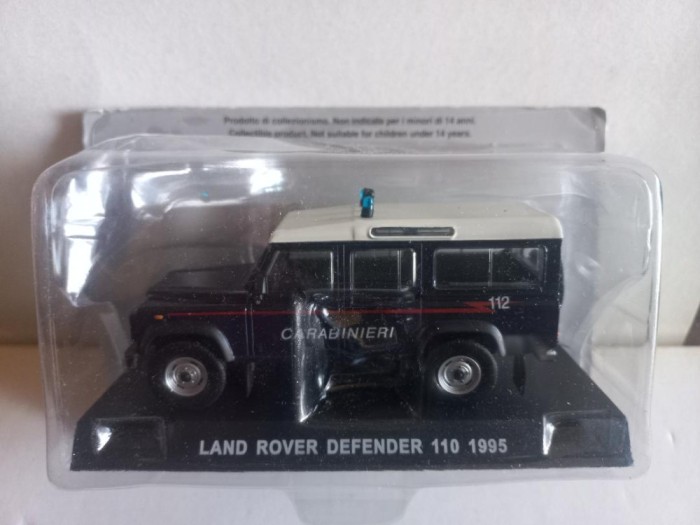 Prodotto di collezionismo. Non indicato per i minori di 14 anni.
Collectible product. Not suitable for children under 14 years.
112
CARABINIERI
LAND ROVER DEFENDER 110 1995